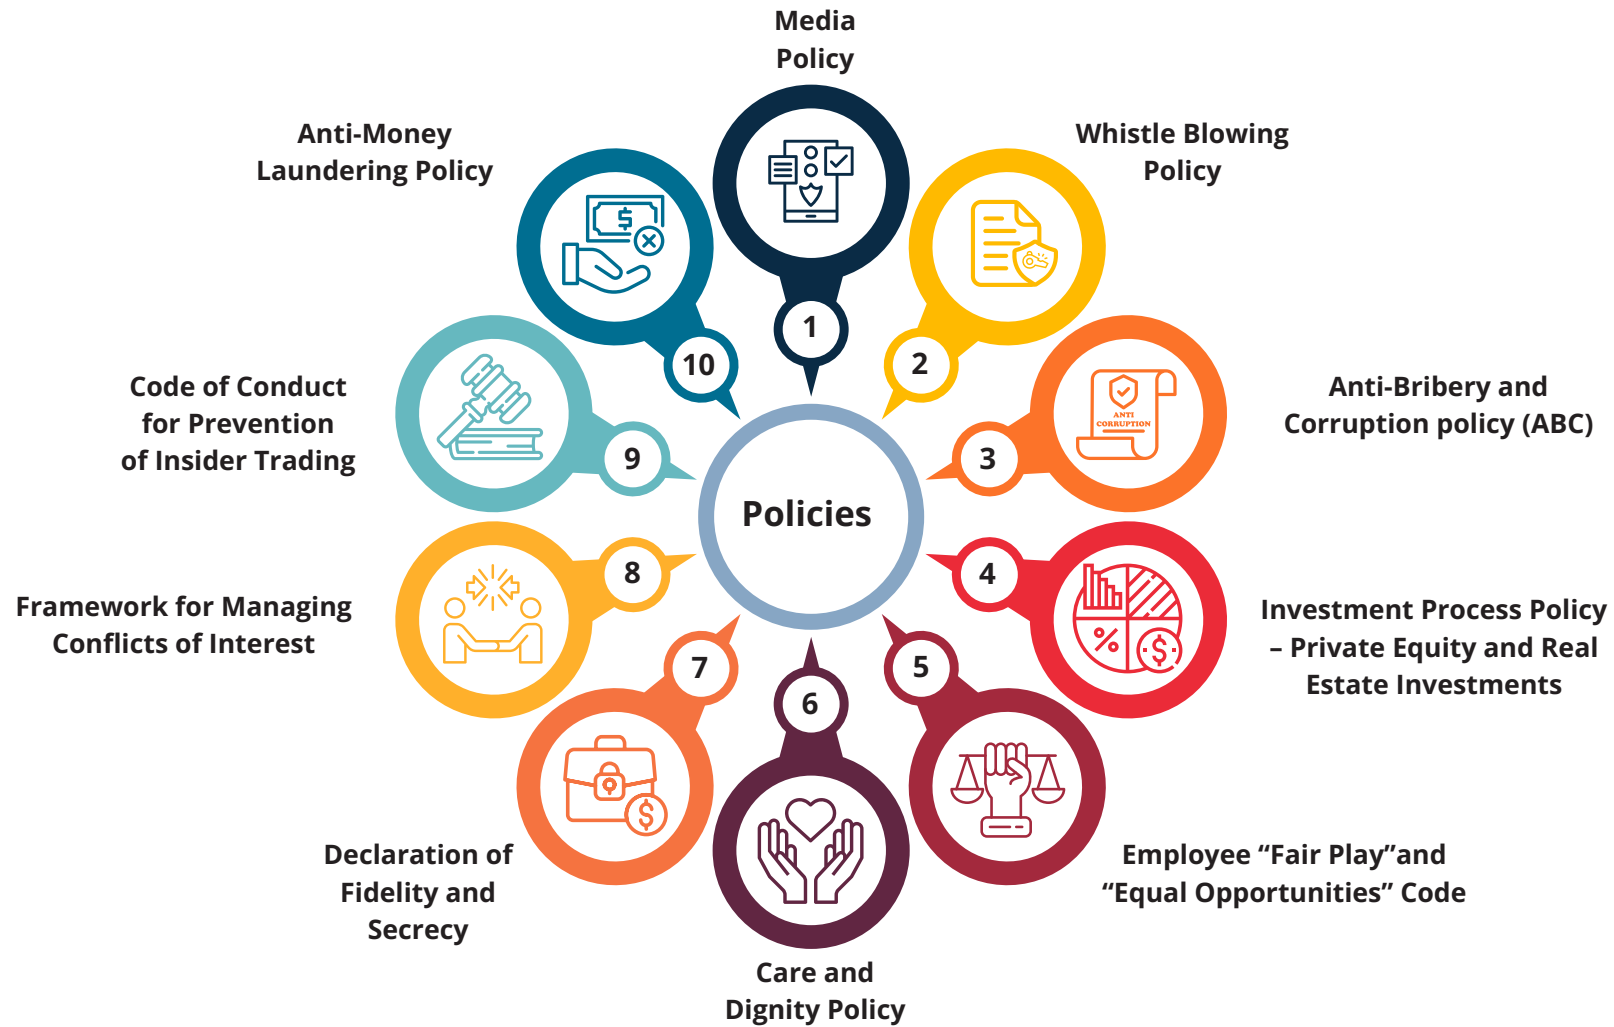 Media
Policy
1
Whistle Blowing
Policy
2
Anti-Bribery and
Corruption policy (ABC)
ANTI
CORRUPTION
3
Investment Process Policy
– Private Equity and Real
Estate Investments
%
$
4
Employee “Fair Play”and
“Equal Opportunities” Code
5
Care and
Dignity Policy
6
Declaration of
Fidelity and
Secrecy
$
7
Framework for Managing
Conflicts of Interest
8
Code of Conduct
for Prevention
of Insider Trading
9
Anti-Money
Laundering Policy
$
10
Policies